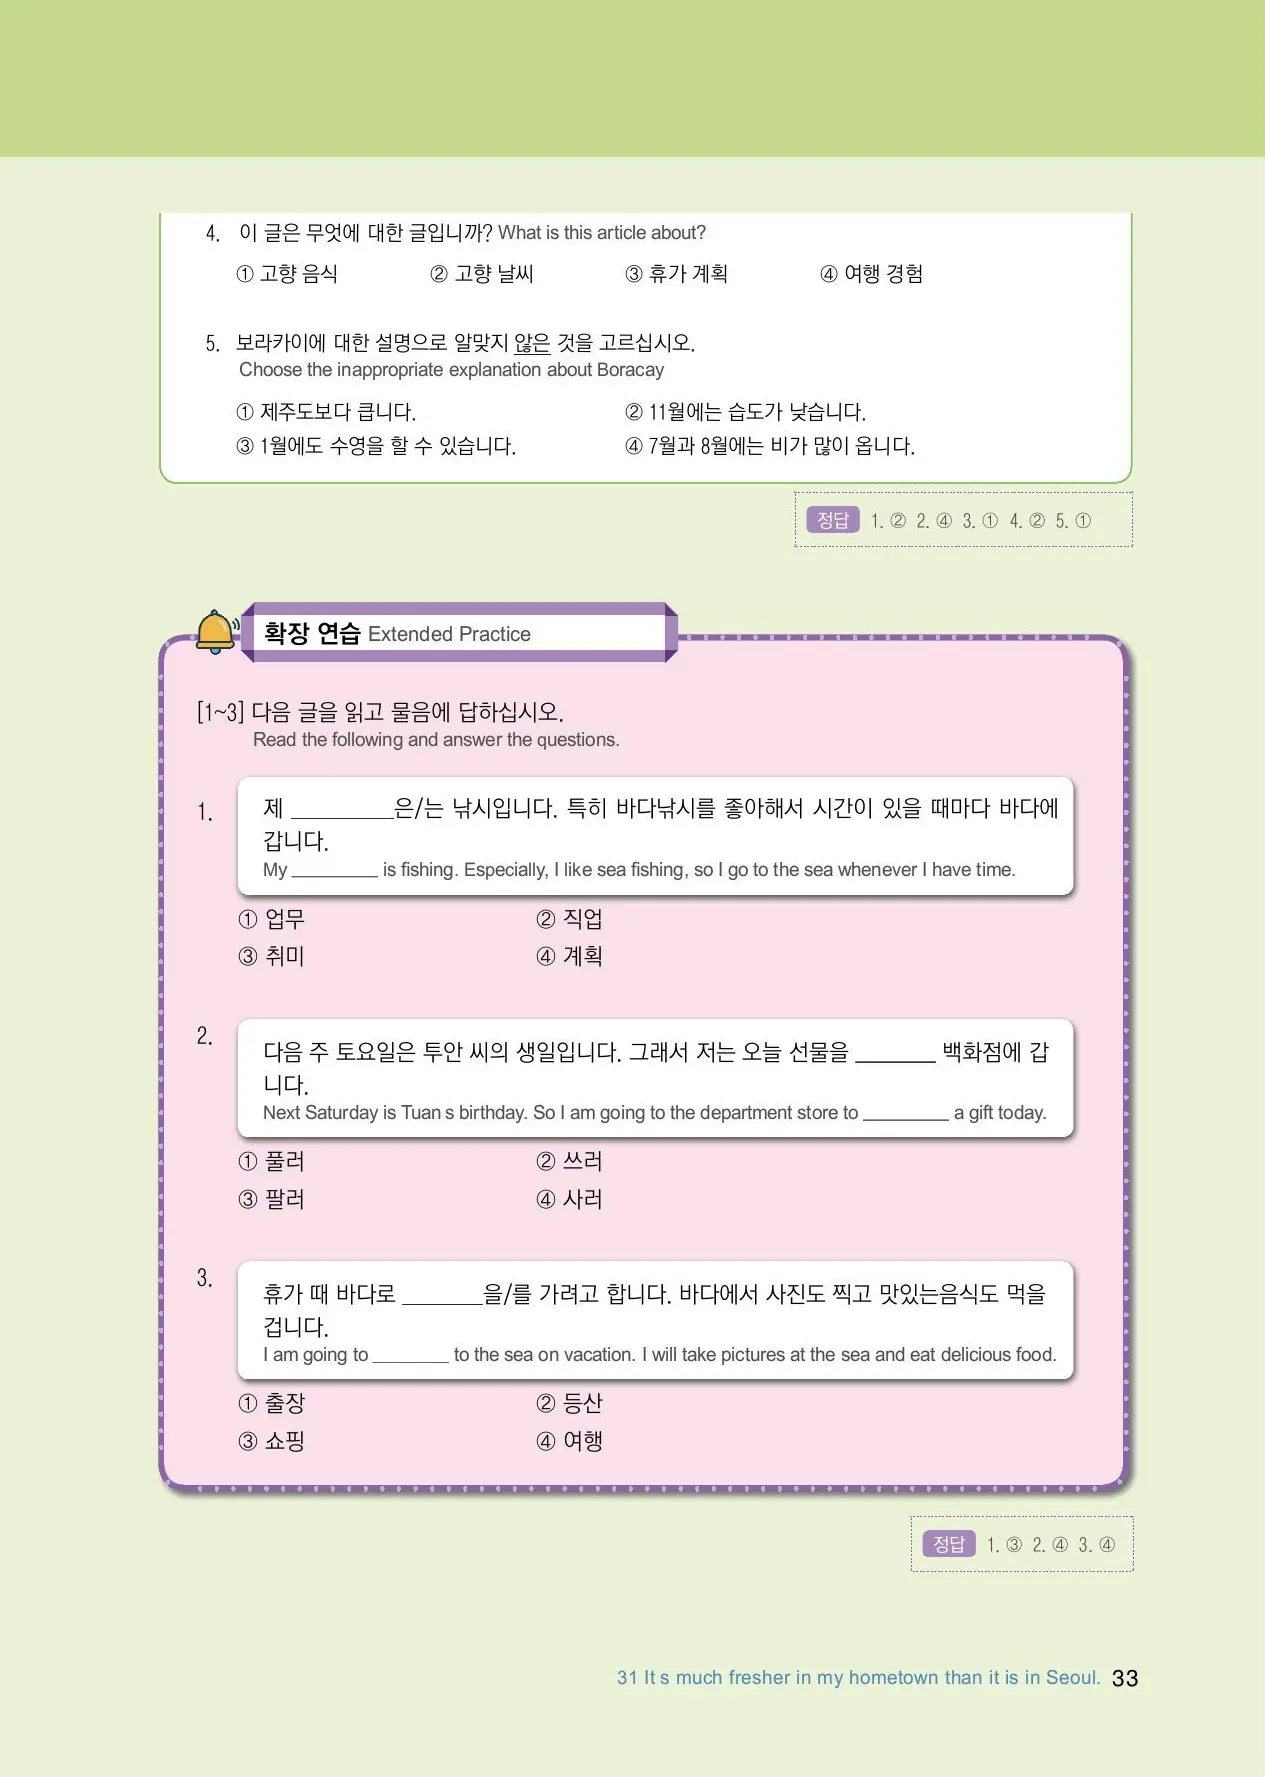 4. 이 글은 무엇에 대한 글입니까? What is this article about?
① 고향 음식 ② 고향 날씨 ③ 휴가 계획 ④ 여행 경험
5. 보라카이에 대한 설명으로 알맞지 않은 것을 고르십시오.
Choose the inappropriate explanation about Boracay
① 제주도보다 큽니다. ② 11월에는 습도가 낮습니다.
③ 1월에도 수영을 할 수 있습니다. ④ 7월과 8월에는 비가 많이 옵니다.
정답 1. ② 2. ④ 3. ① 4. ② 5. ①
확장 연습 Extended Practice
[1~3] 다음 글을 읽고 물음에 답하십시오.
Read the following and answer the questions.
1. 제 _________은/는 낚시입니다. 특히 바다낚시를 좋아해서 시간이 있을 때마다 바다에
갑니다.
My _________ is fishing. Especially, I like sea fishing, so I go to the sea whenever I have time.
① 업무 ② 직업
③ 취미 ④ 계획
2. 다음 주 토요일은 투안 씨의 생일입니다. 그래서 저는 오늘 선물을 _______ 백화점에 갑
니다.
Next Saturday is Tuan s birthday. So I am going to the department store to _________ a gift today.
① 풀러 ② 쓰러
③ 팔러 ④ 사러
3. 휴가 때 바다로 _______을/를 가려고 합니다. 바다에서 사진도 찍고 맛있는음식도 먹을
겁니다.
I am going to ________ to the sea on vacation. I will take pictures at the sea and eat delicious food.
① 출장 ② 등산
③ 쇼핑 ④ 여행
정답 1. ③ 2. ④ 3. ④
31 It s much fresher in my hometown than it is in Seoul. 33